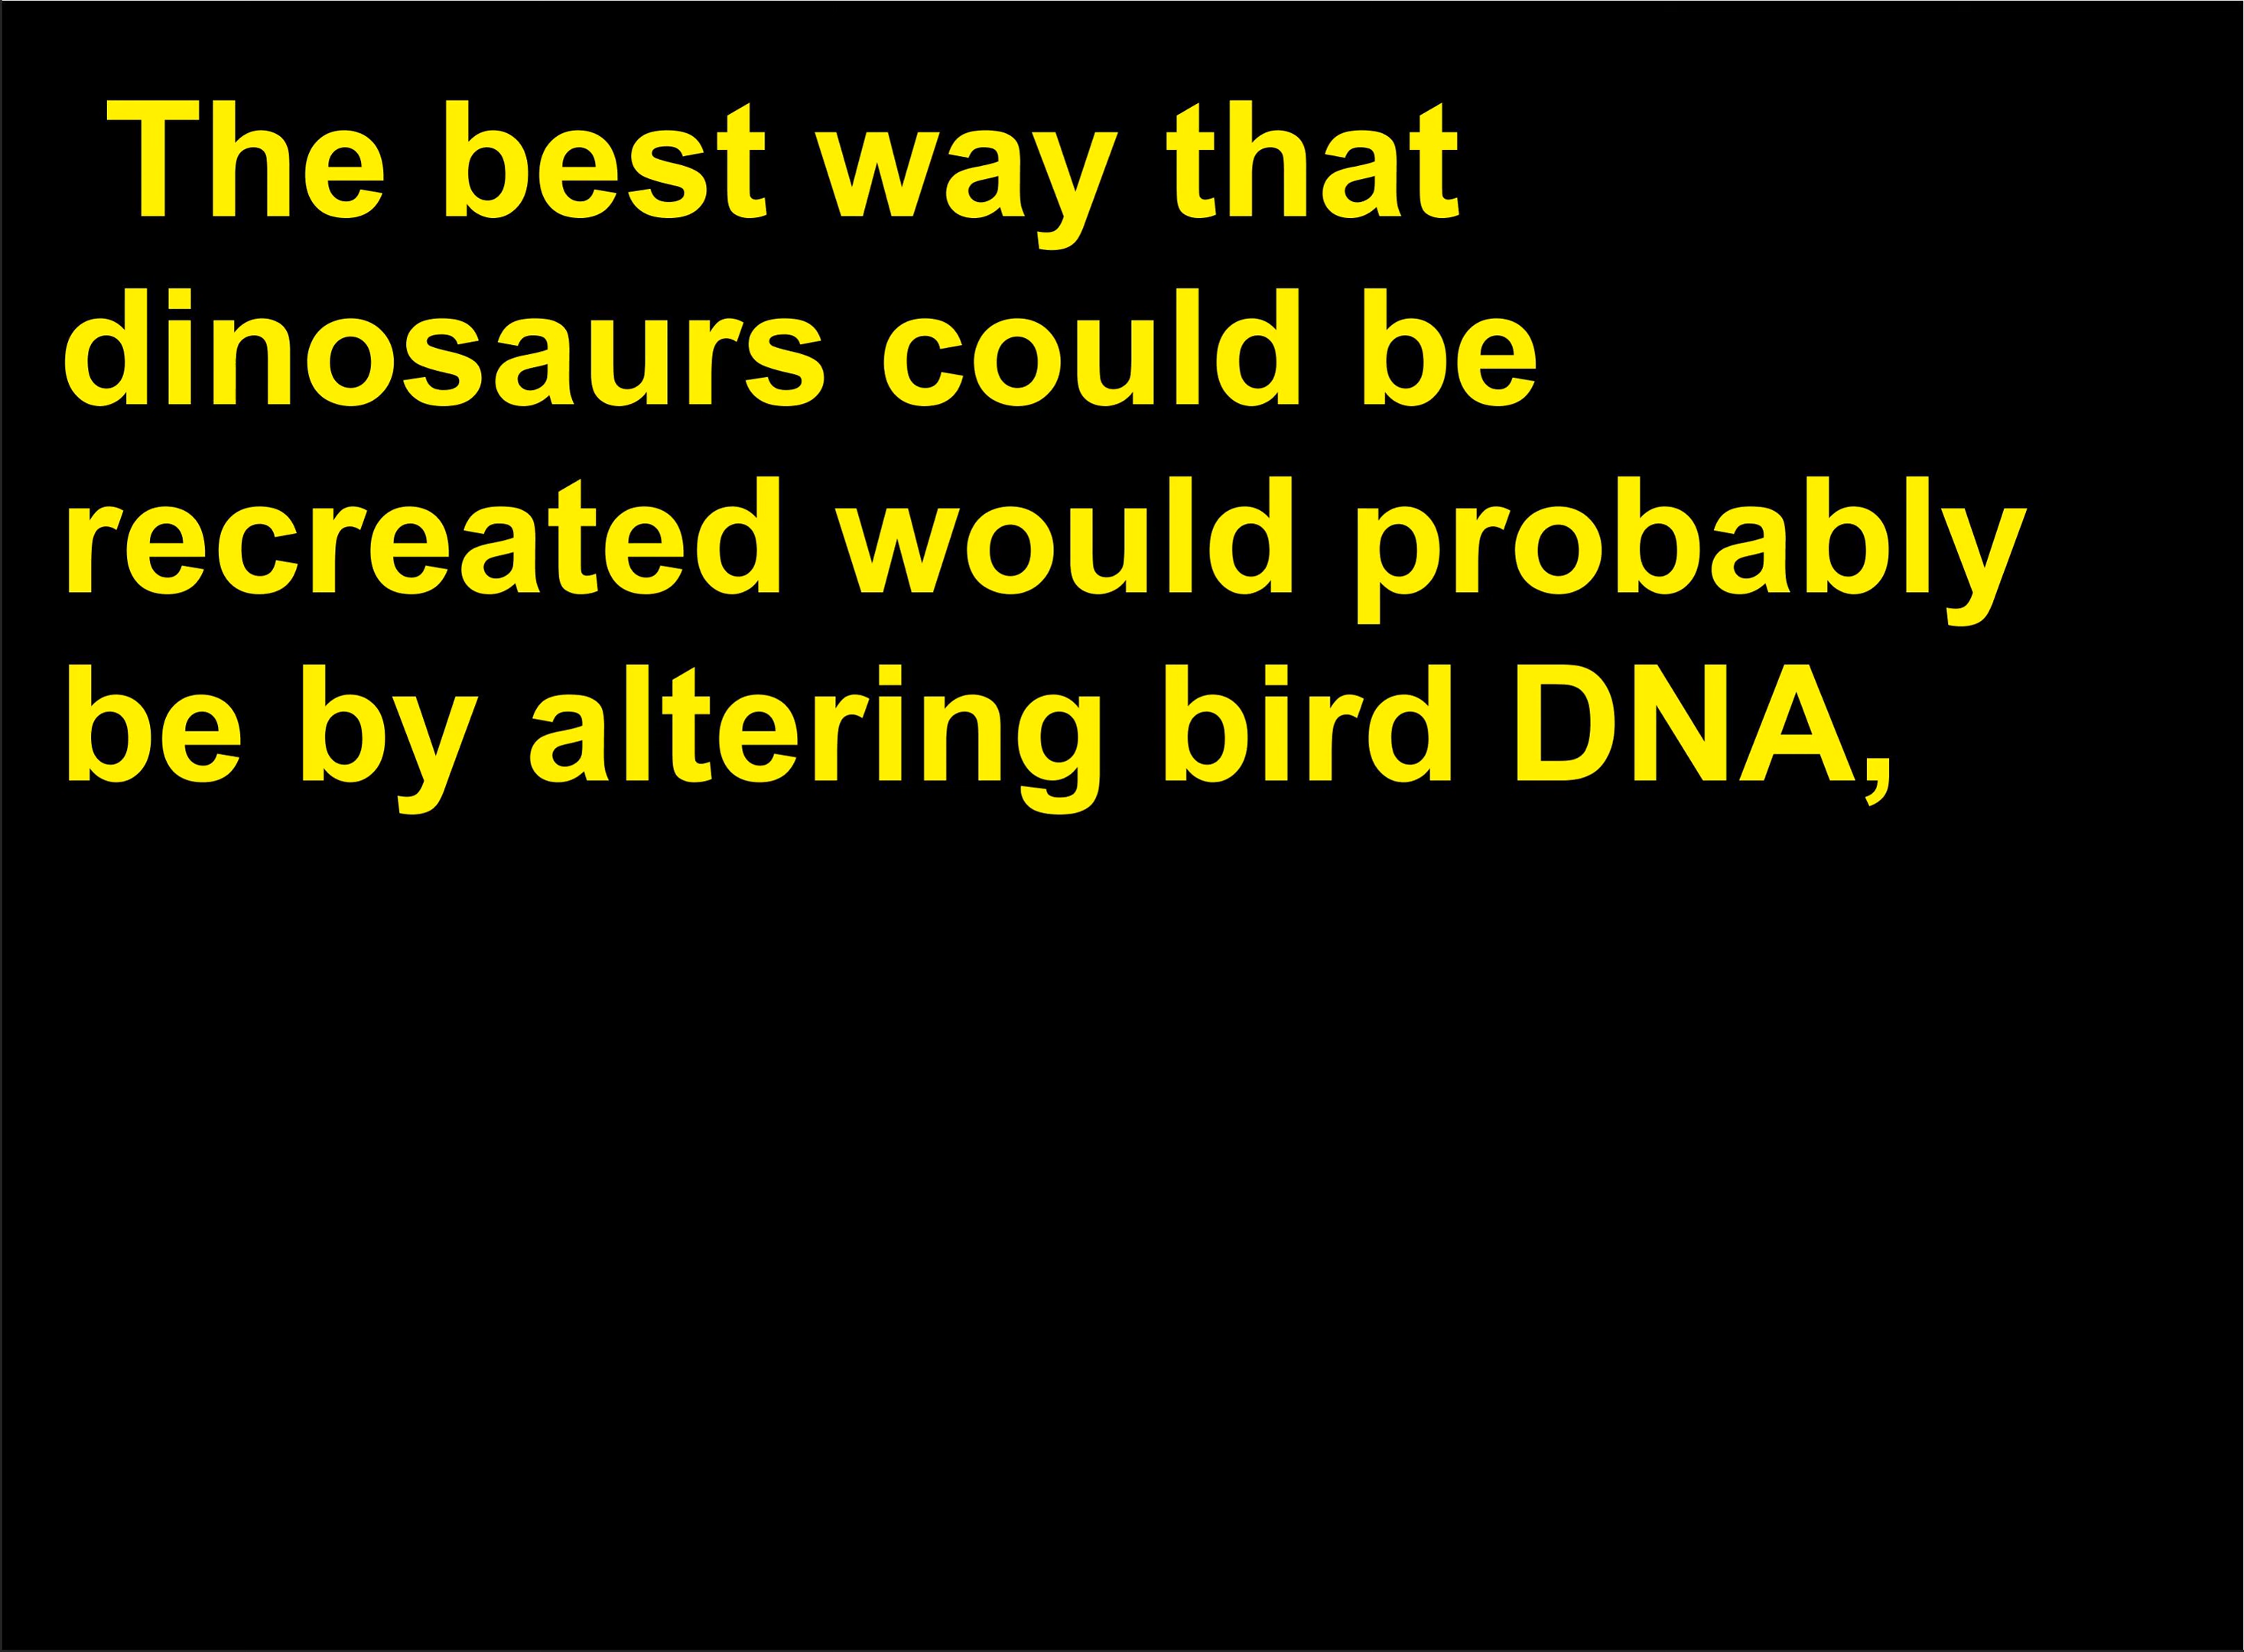 The best way that
dinosaurs could be
recreated would probably
be by altering bird DNA,